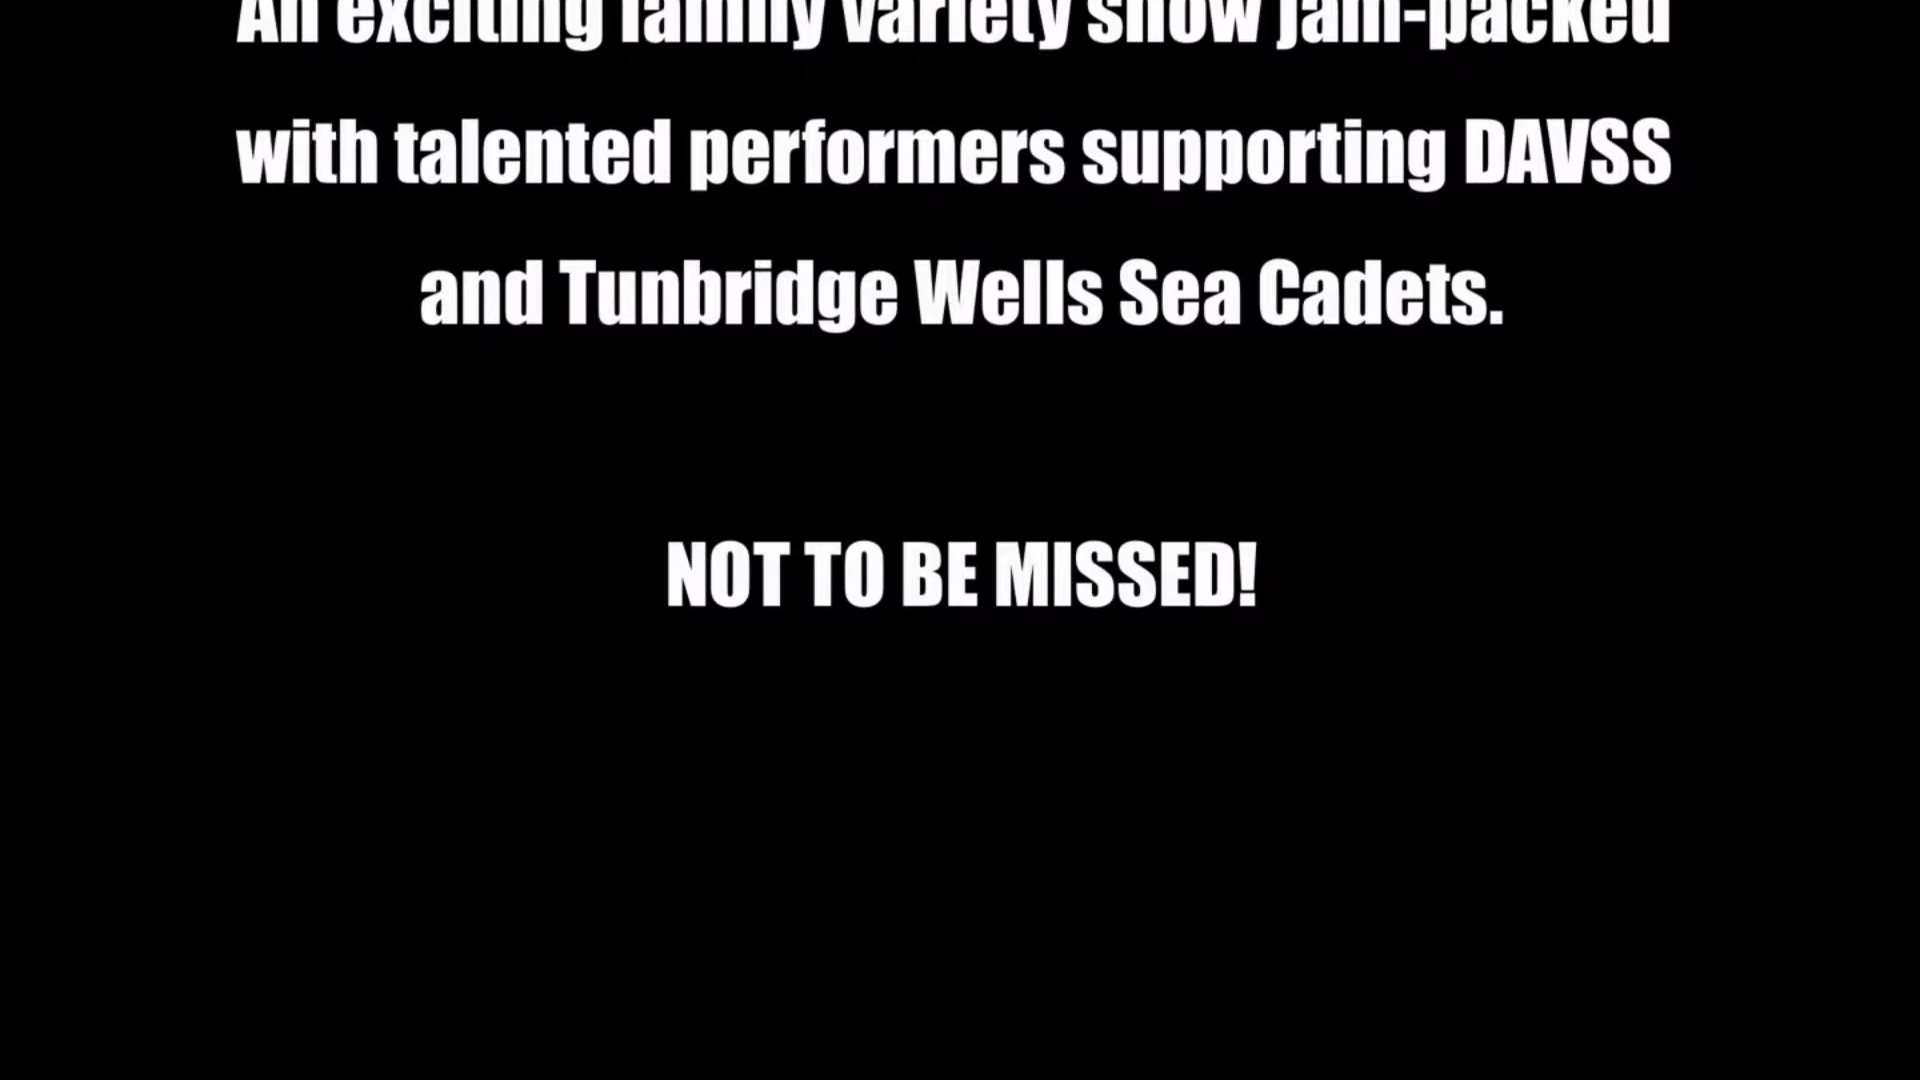 An exciting family variety show jam-packed
with talented performers supporting DAVSS
and Tunbridge Wells Sea Cadets.
NOT TO BE MISSED!